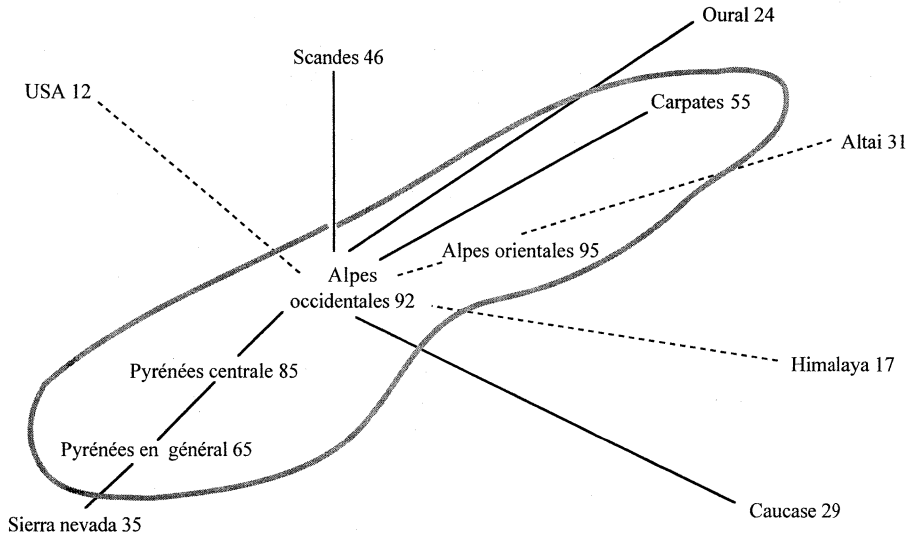 Oural 24
Scandes 46
USA 12
Carpates 55
Altai 31
Alpes orientales 95
Alpes
occidentales 92
Himalaya 17
Pyrénées centrale 85
Pyrénées en général 65
Caucase 29
Sierra nevada 35